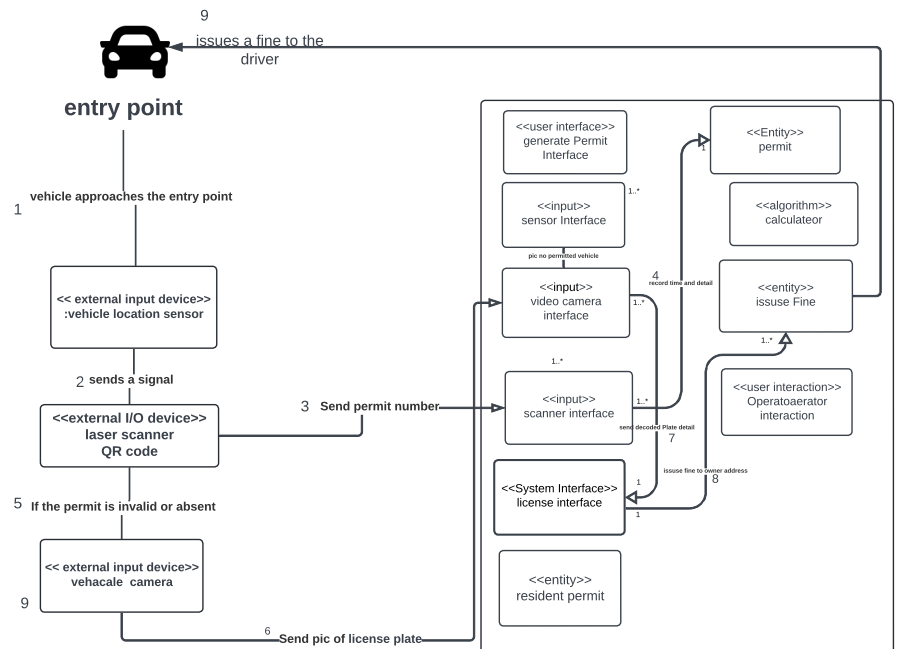 9
issues a fine to the
driver
entry point
vehicle approaches the entry point
1
<< external input device>>
:vehicle location sensor
2 sends a signal
<<external I/O device>>
laser scanner
QR code
3 Send permit number
5 If the permit is invalid or absent
<< external input device>>
vehacale camera
9
6
Send pic of license plate
<<user interface>>
generate Permit
Interface
<<Entity>>
permit
1
<<input>>
sensor Interface
1..*
<<algorithm>>
calculateor
pic no permitted vehicle
<<input>>
video camera
interface
1..*
4
record time and detail
<<entity>>
issuse Fine
1..*
1..*
<<input>>
scanner interface
1..*
<<user interaction>>
Operatoaerator
interaction
send decoded Plate detail
7
issuse fine to owner address
8
<<System Interface>>
license interface
1
1
<<entity>>
resident permit